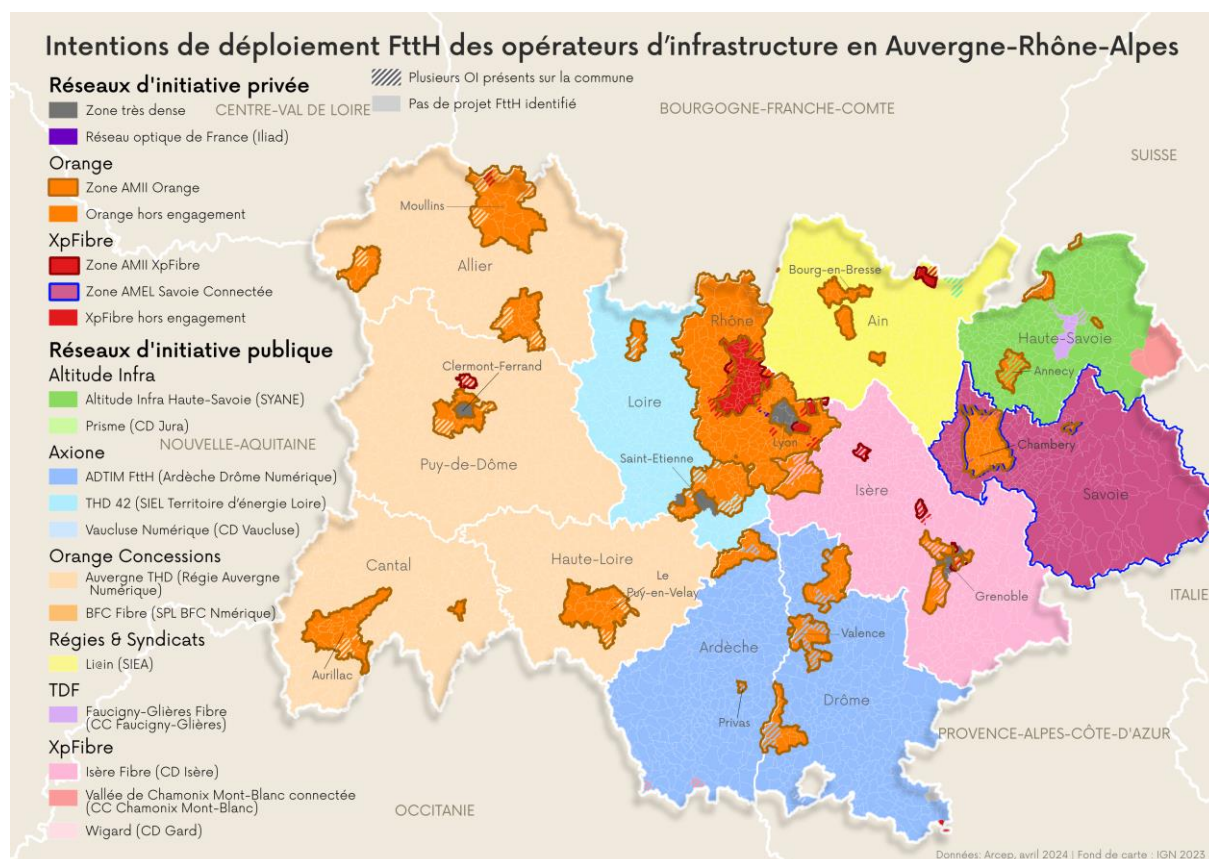 Intentions de déploiement FttH des opérateurs d'infrastructure en Auvergne-Rhône-Alpes
Réseaux d'initiative privée
Zone très dense
Réseau optique de France (Iliad)
Plusieurs OI présents sur la commune
Pas de projet FttH identifié
Orange
Zone AMII Orange
Orange hors engagement
XpFibre
Zone AMII XpFibre
Zone AMEL Savoie Connectée
XpFibre hors engagement
Réseaux d'initiative publique
Altitude Infra
Altitude Infra Haute-Savoie (SYANE)
Prisme (CD Jura)
Axione
ADTIM FttH (Ardèche Drôme Numérique)
THD 42 (SIEL Territoire d'énergie Loire)
Vaucluse Numérique (CD Vaucluse)
Orange Concessions
Auvergne THD (Régie Auvergne
Numérique)
BFC Fibre (SPL BFC Nmérique)
Régies & Syndicats
Li@in (SIEA)
TDF
Faucigny-Glières Fibre
(CC Faucigny-Glières)
XpFibre
Isère Fibre (CD Isère)
Vallée de Chamonix Mont-Blanc connectée
(CC Chamonix Mont-Blanc)
Wigard (CD Gard)
CENTRE-VAL DE LOIRE
BOURGOGNE-FRANCHE-COMTE
SUISSE
Moullins
Allier
Bourg-en-Bresse
Rhône
Ain
Haute-Savoie
Annecy
Clermont-Ferrand
Loire
NOUVELLE-AQUITAINE
Puy-de-Dôme
Lyon
Chambery
Saint-Etienne
Isère
Savoie
Cantal
Haute-Loire
Le
Puy-en-Velay
Grenoble
ITALIE
Aurillac
Ardèche
Valence
Privas
Drôme
PROVENCE-ALPES-CÔTE-D'AZUR
OCCITANIE
Données: Arcep, avril 2024 | Fond de carte : IGN 2023